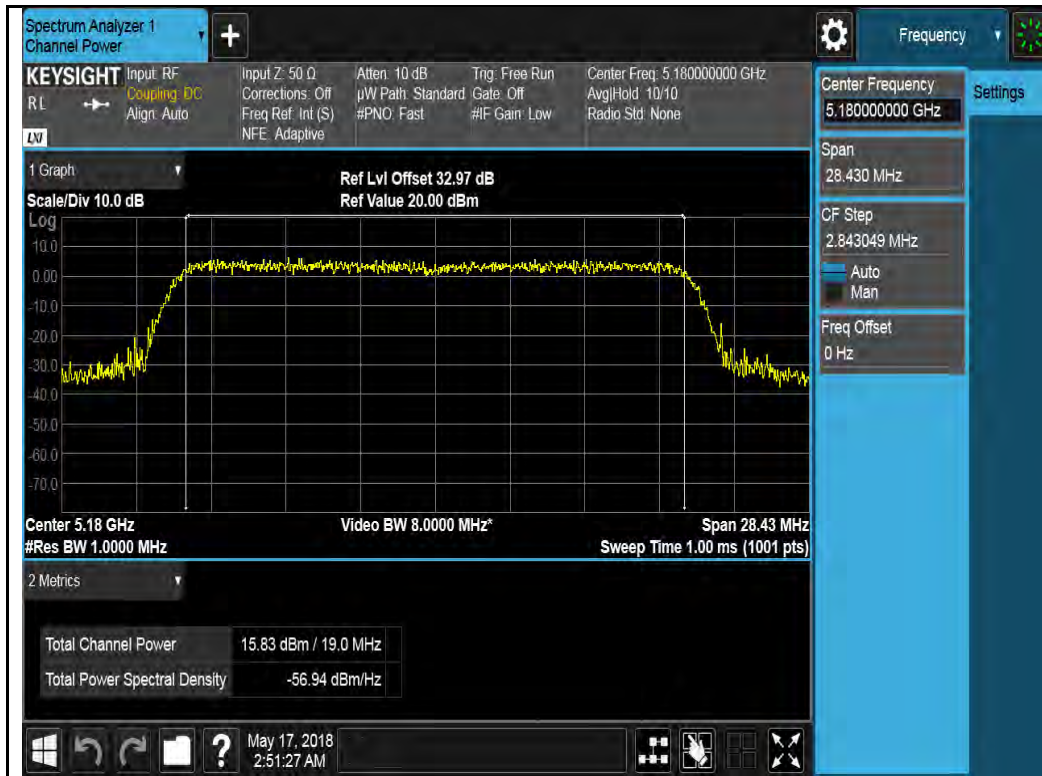 Spectrum Analyzer 1
Channel Power
+
Frequency
KEYSIGHT
RL
LXI
Input: RF
Coupling: DC
Align: Auto
Input Z: 50 Ω
Corrections: Off
Freq Ref: Int (S)
NFE: Adaptive
Atten: 10 dB
µW Path: Standard
#PNO: Fast
Trig: Free Run
Gate: Off
#IF Gain: Low
Center Freq: 5.180000000 GHz
Avg|Hold: 10/10
Radio Std: None
Center Frequency
5.180000000 GHz
Settings
Span
28.430 MHz
CF Step
2.843049 MHz
Auto
Man
Freq Offset
0 Hz
1 Graph
Scale/Div 10.0 dB
Ref Lvl Offset 32.97 dB
Ref Value 20.00 dBm
Log
10.0
0.00
-10.0
-20.0
-30.0
-40.0
-50.0
-60.0
-70.0
Center 5.18 GHz
Video BW 8.0000 MHz*
Span 28.43 MHz
#Res BW 1.0000 MHz
Sweep Time 1.00 ms (1001 pts)
2 Metrics
Total Channel Power 15.83 dBm / 19.0 MHz
Total Power Spectral Density -56.94 dBm/Hz
?
May 17, 2018
2:51:27 AM